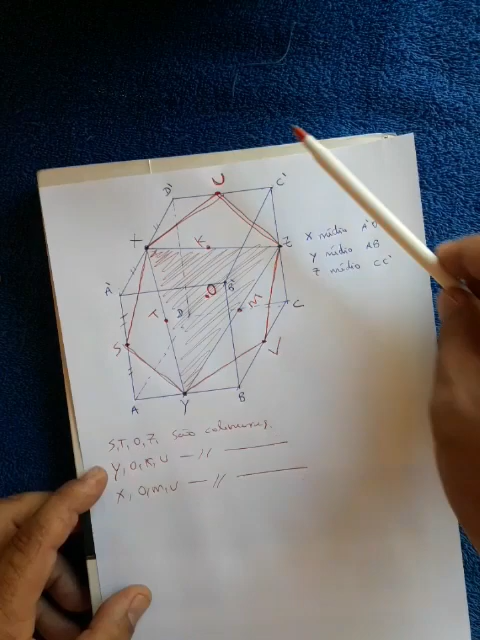 D' U C'
X K Z
X médio A'D'
Y médio AB
Z médio CC'
A' O B'
T D M C
S V
A Y B
S,T,O,Z, são colineares.
Y,O,K,U — // —
X,O,M,V — // —